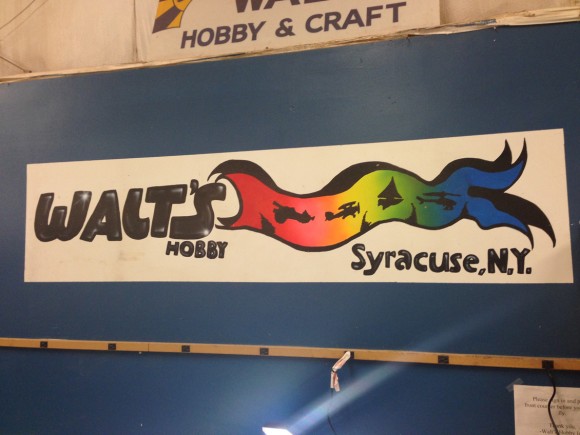 HOBBY & CRAFT
WALT'S
HOBBY
Syracuse, N.Y.